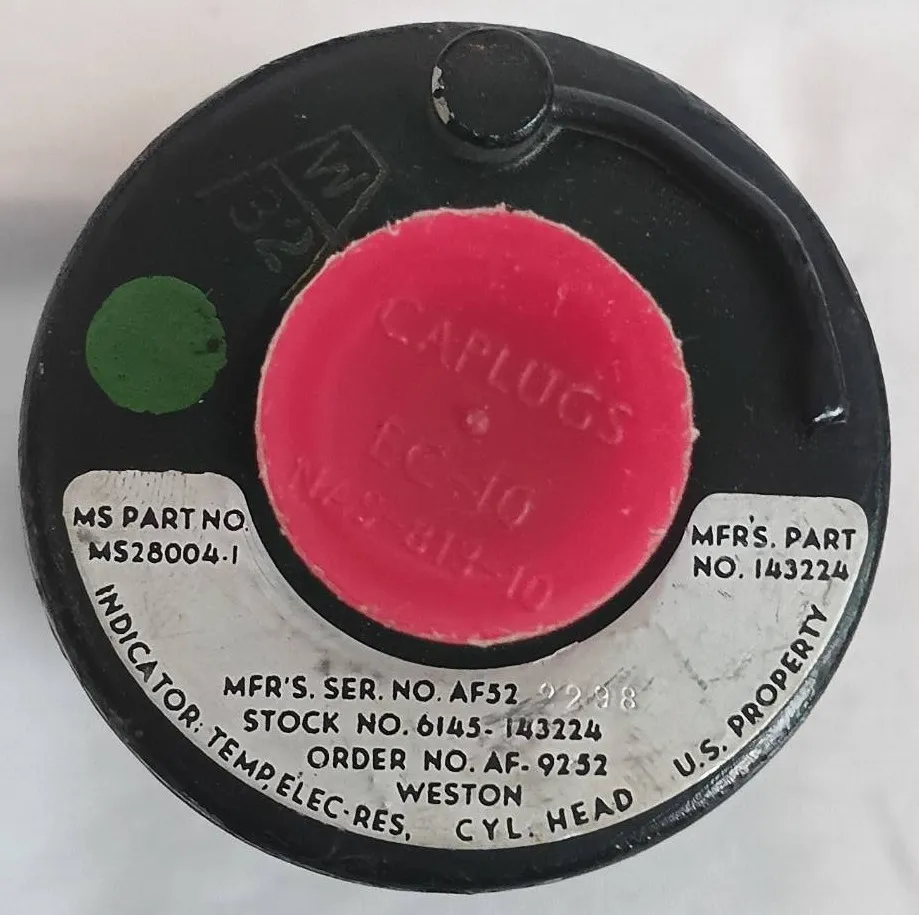 W
32
CAPLUGS
EC-10
NAS-811-10
MS PART NO.
MS28004-1
MFR'S. PART
NO. 143224
MFR'S. SER. NO. AF52 2298
STOCK NO. 6145-143224
ORDER NO. AF-9252
WESTON
INDICATOR: TEMP, ELEC-RES, CYL. HEAD
U.S. PROPERTY